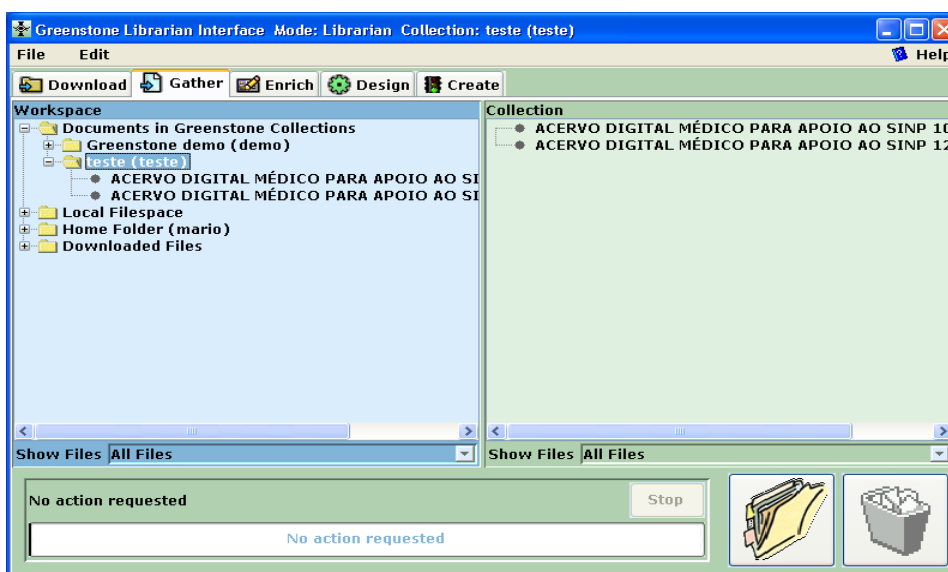 Greenstone Librarian Interface  Mode: Librarian  Collection: teste (teste)
File Edit Help
Download Gather Enrich Design Create
Workspace
Documents in Greenstone Collections
Greenstone demo (demo)
teste (teste)
ACERVO DIGITAL MÉDICO PARA APOIO AO SI
ACERVO DIGITAL MÉDICO PARA APOIO AO SI
Local Filespace
Home Folder (mario)
Downloaded Files
Show Files All Files
Collection
ACERVO DIGITAL MÉDICO PARA APOIO AO SINP 10
ACERVO DIGITAL MÉDICO PARA APOIO AO SINP 12
Show Files All Files
No action requested
Stop
No action requested